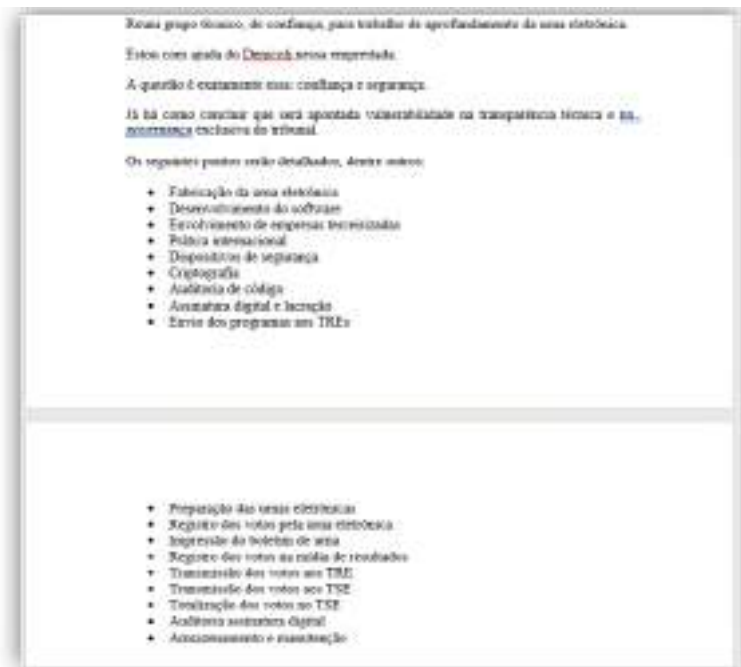 Reuni grupo técnico, de confiança, para trabalho de aprofundamento da urna eletrônica.
Estou com ajuda do nessa empreitada.
A questão é exatamente essa: confiança e segurança.
Já há como concluir que será apontada vulnerabilidade na transparência técnica e na
governança exclusiva do tribunal.
Os seguintes pontos serão detalhados, dentre outros:
• Fabricação da urna eletrônica
• Desenvolvimento do software
• Envolvimento de empresas terceirizadas
• Política internacional
• Dispositivos de segurança
• Criptografia
• Auditoria de código
• Assinatura digital e lacração
• Envio dos programas aos TREs
• Preparação das urnas eletrônicas
• Registro dos votos pela urna eletrônica
• Impressão do boletim de urna
• Registro dos votos na mídia de resultados
• Transmissão dos votos aos TRE
• Transmissão dos votos aos TSE
• Totalização dos votos no TSE
• Auditoria assinatura digital
• Armazenamento e manutenção